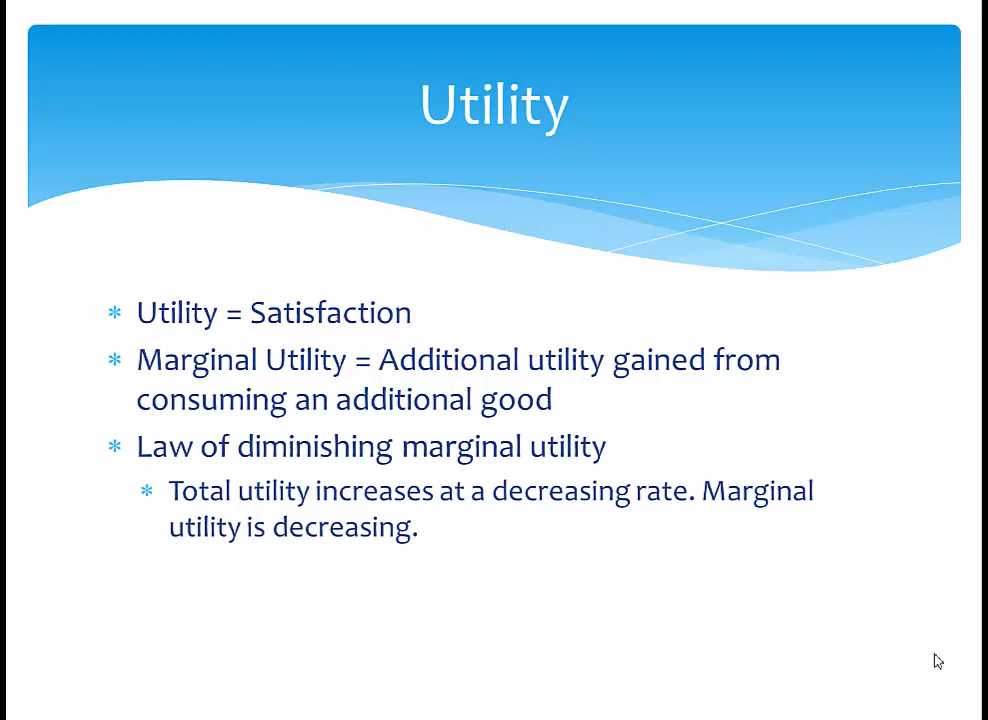 Utility
* Utility = Satisfaction
* Marginal Utility = Additional utility gained from
consuming an additional good
* Law of diminishing marginal utility
* Total utility increases at a decreasing rate. Marginal
utility is decreasing.